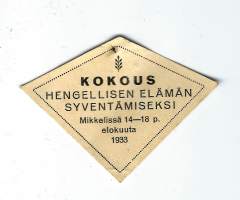 KOKOUS
HENGELLISEN ELÄMÄN
SYVENTÄMISEKSI
Mikkelissä 14—18 p.
elokuuta
1933